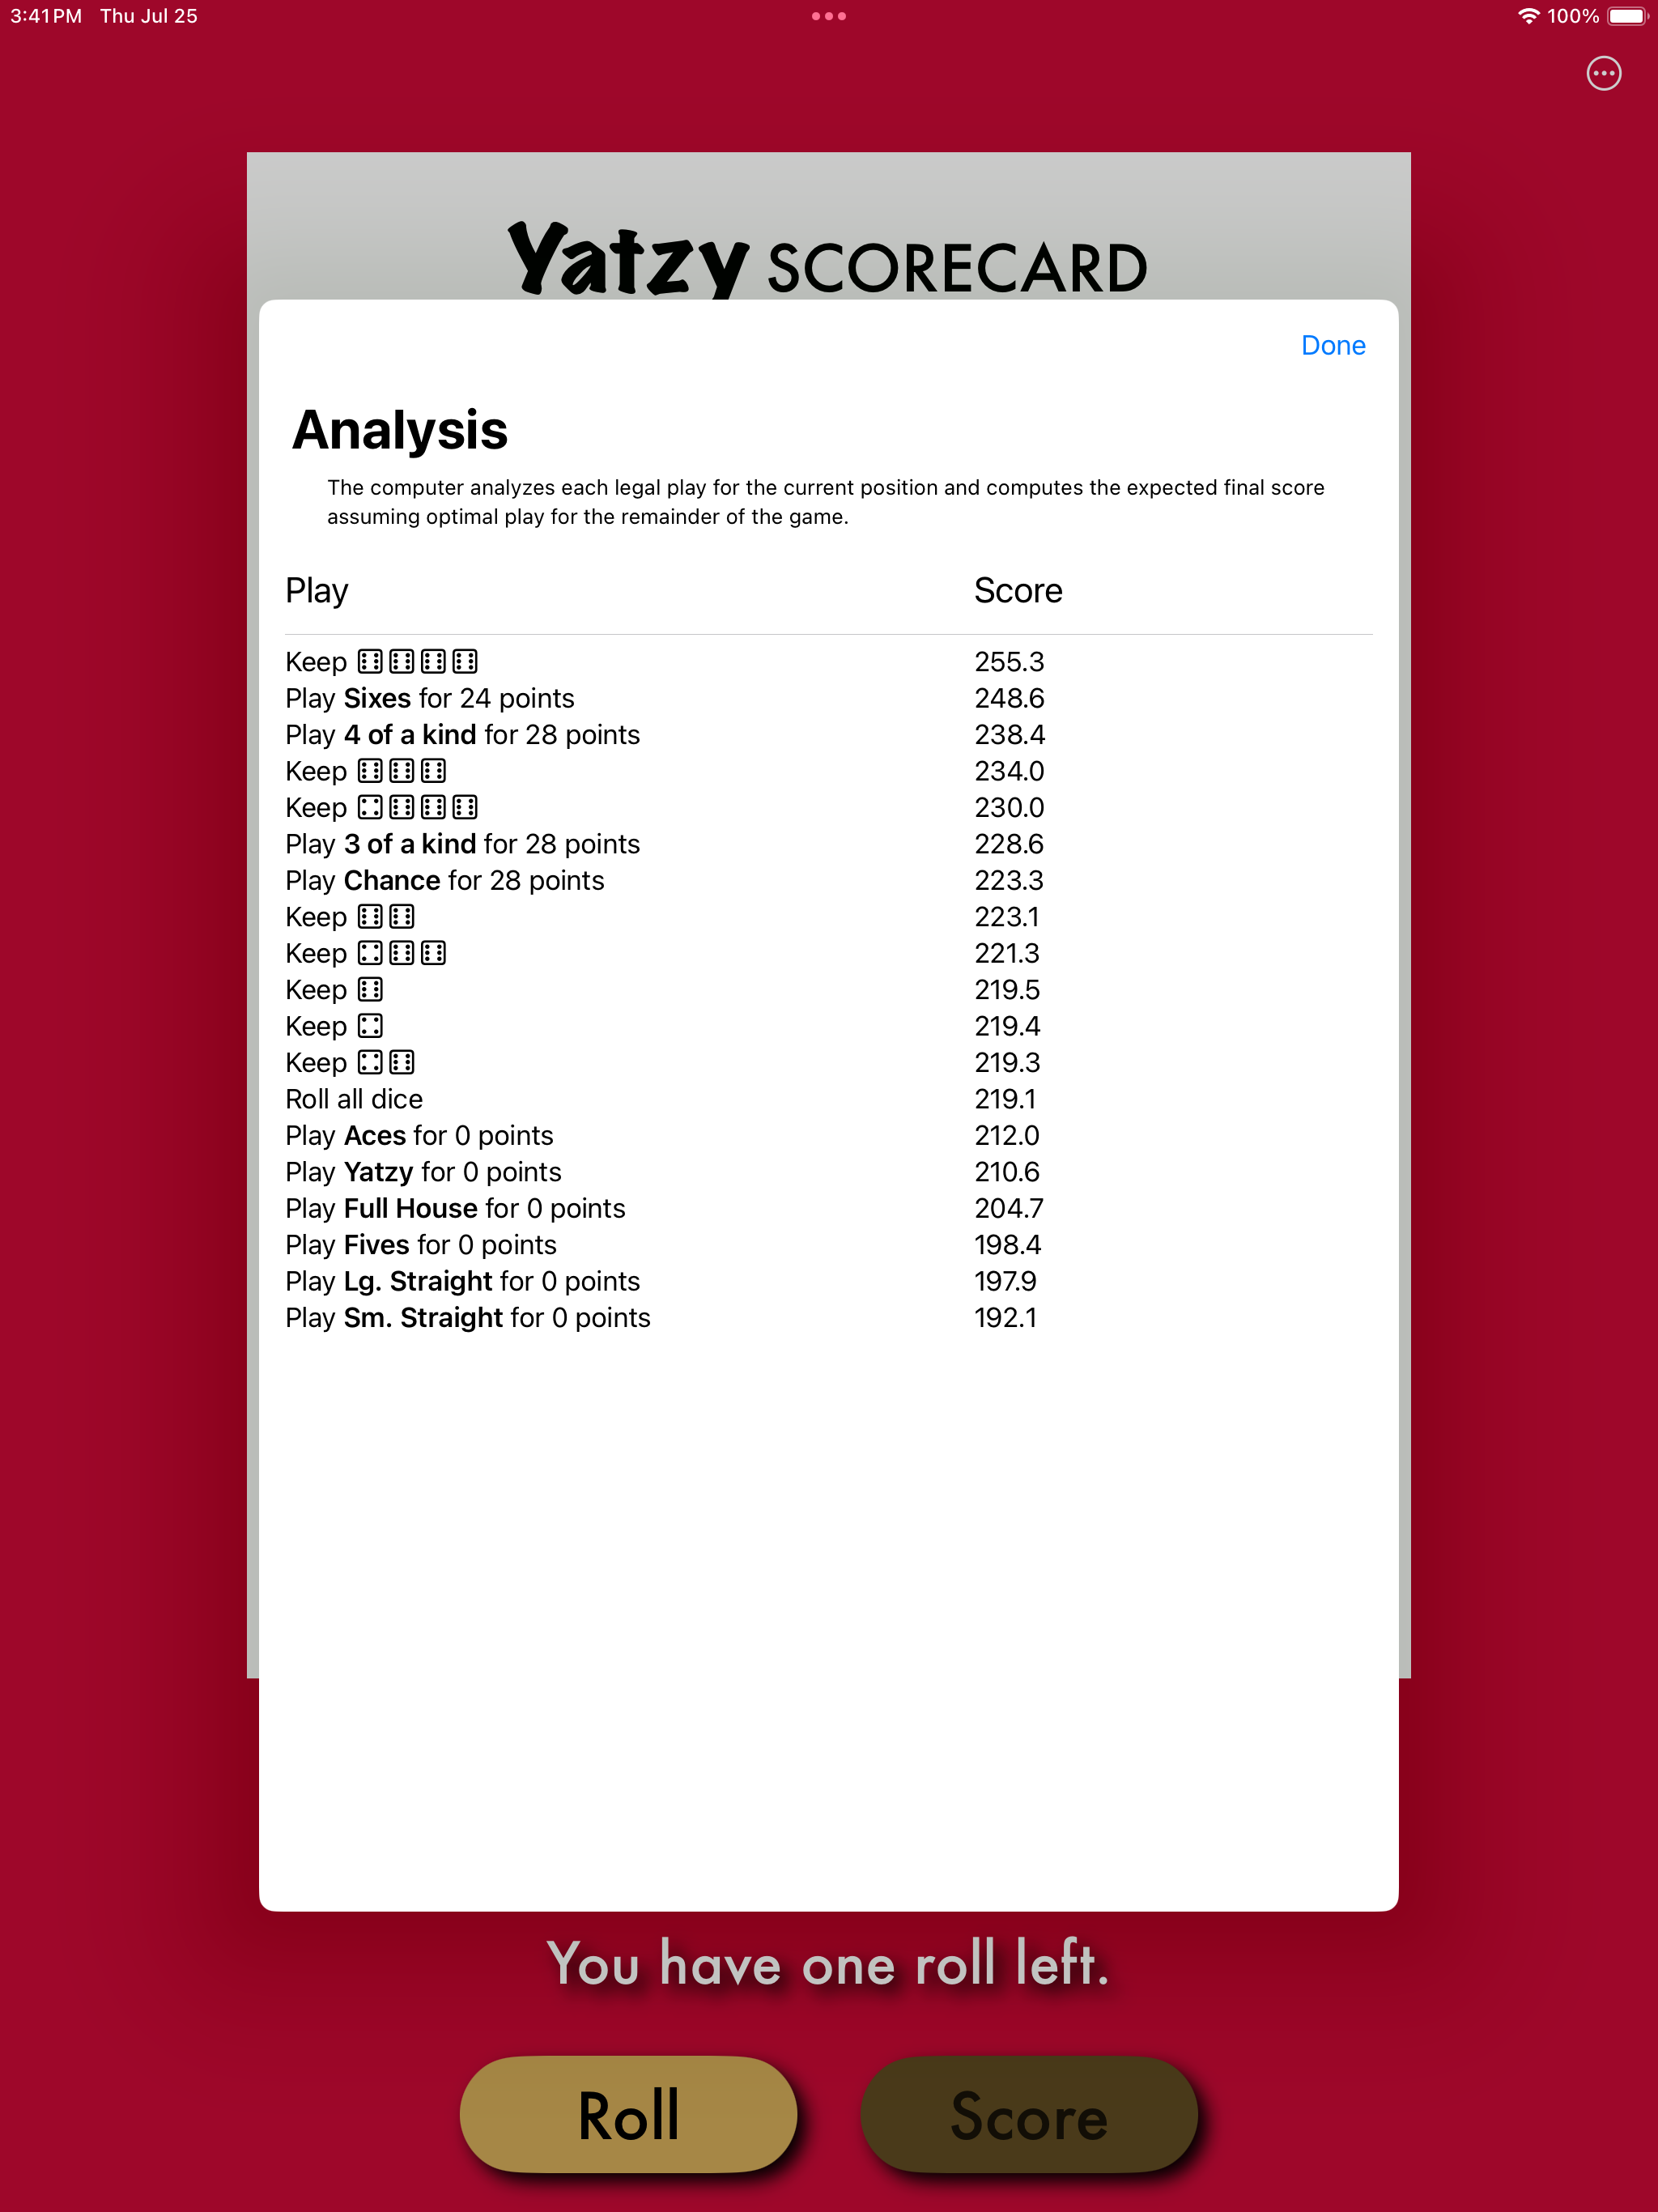 3:41 PM Thu Jul 25 100%
Yatzy SCORECARD
Done
Analysis
The computer analyzes each legal play for the current position and computes the expected final score
assuming optimal play for the remainder of the game.
Play Score
Keep ⚅⚅⚅⚅ 255.3
Play Sixes for 24 points 248.6
Play 4 of a kind for 28 points 238.4
Keep ⚅⚅⚅ 234.0
Keep ⚃⚅⚅⚅ 230.0
Play 3 of a kind for 28 points 228.6
Play Chance for 28 points 223.3
Keep ⚅⚅ 223.1
Keep ⚃⚅⚅ 221.3
Keep ⚅ 219.5
Keep ⚃ 219.4
Keep ⚃⚅ 219.3
Roll all dice 219.1
Play Aces for 0 points 212.0
Play Yatzy for 0 points 210.6
Play Full House for 0 points 204.7
Play Fives for 0 points 198.4
Play Lg. Straight for 0 points 197.9
Play Sm. Straight for 0 points 192.1
You have one roll left.
Roll Score